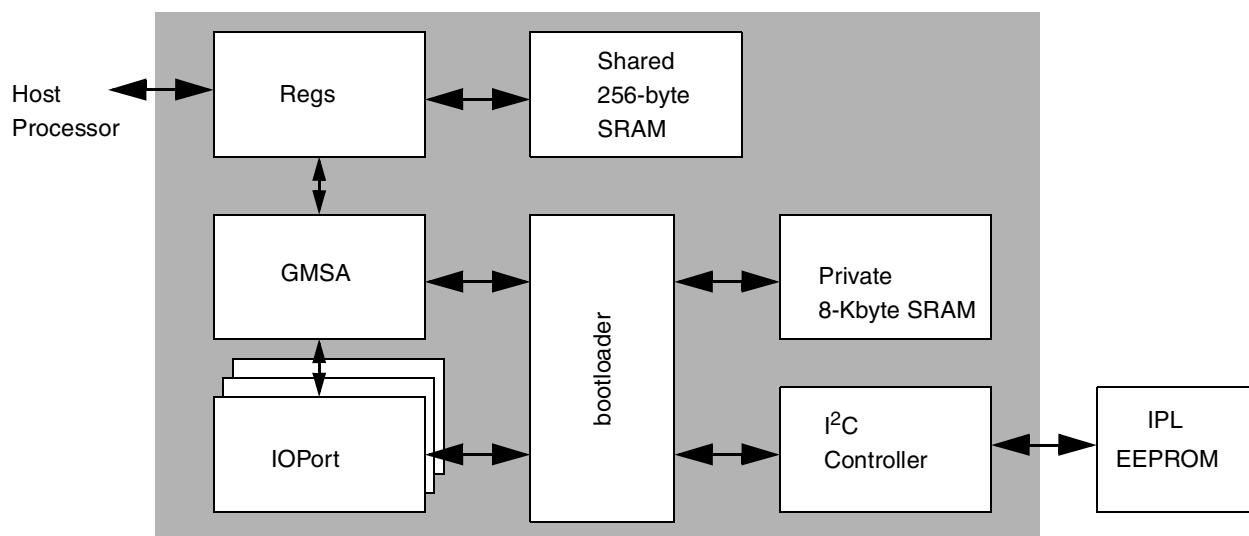 Host
Processor
Regs
Shared
256-byte
SRAM
GMSA
bootloader
Private
8-Kbyte SRAM
IOPort
I²C
Controller
IPL
EEPROM